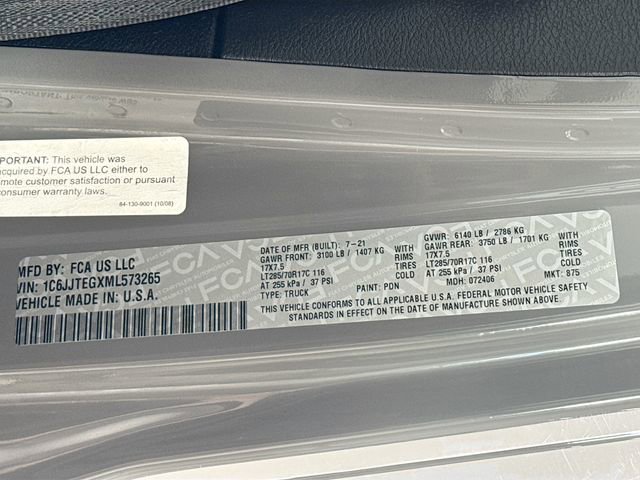 MPORTANT: This vehicle was
cquired by FCA US LLC either to
mote customer satisfaction or pursuant
onsumer warranty laws.
84-130-9001 (10/08)
MFD BY: FCA US LLC
VIN: 1C6JJTEGXML573265
VEHICLE MADE IN U.S.A.
DATE OF MFR (BUILT): 7-21 GVWR: 6140 LB / 2786 KG
GAWR FRONT: 3100 LB / 1407 KG WITH GAWR REAR: 3750 LB / 1701 KG WITH
17X7.5 RIMS 17X7.5 RIMS
LT285/70R17C 116 TIRES LT285/70R17C 116 TIRES
AT 255 kPa / 37 PSI COLD AT 255 kPa / 37 PSI COLD
TYPE: TRUCK PAINT: PDN MDH: 072406 MKT: 875
THIS VEHICLE CONFORMS TO ALL APPLICABLE U.S.A. FEDERAL MOTOR VEHICLE SAFETY
STANDARDS IN EFFECT ON THE DATE OF MANUFACTURE SHOWN ABOVE.